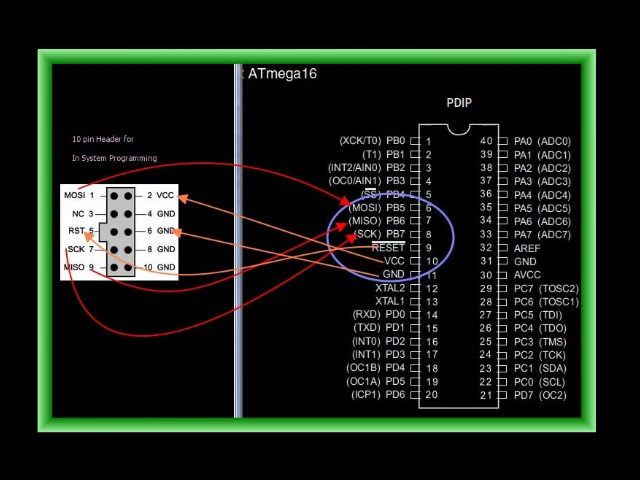 : ATmega16
PDIP
10 pin Header for
In System Programming
MOSI 1 2 VCC
NC 3 4 GND
RST 5 6 GND
SCK 7 8 GND
MISO 9 10 GND
(XCK/T0) PB0 1 40 PA0 (ADC0)
(T1) PB1 2 39 PA1 (ADC1)
(INT2/AIN0) PB2 3 38 PA2 (ADC2)
(OC0/AIN1) PB3 4 37 PA3 (ADC3)
(SS) PB4 5 36 PA4 (ADC4)
(MOSI) PB5 6 35 PA5 (ADC5)
(MISO) PB6 7 34 PA6 (ADC6)
(SCK) PB7 8 33 PA7 (ADC7)
RESET 9 32 AREF
VCC 10 31 GND
GND 11 30 AVCC
XTAL2 12 29 PC7 (TOSC2)
XTAL1 13 28 PC6 (TOSC1)
(RXD) PD0 14 27 PC5 (TDI)
(TXD) PD1 15 26 PC4 (TDO)
(INT0) PD2 16 25 PC3 (TMS)
(INT1) PD3 17 24 PC2 (TCK)
(OC1B) PD4 18 23 PC1 (SDA)
(OC1A) PD5 19 22 PC0 (SCL)
(ICP1) PD6 20 21 PD7 (OC2)